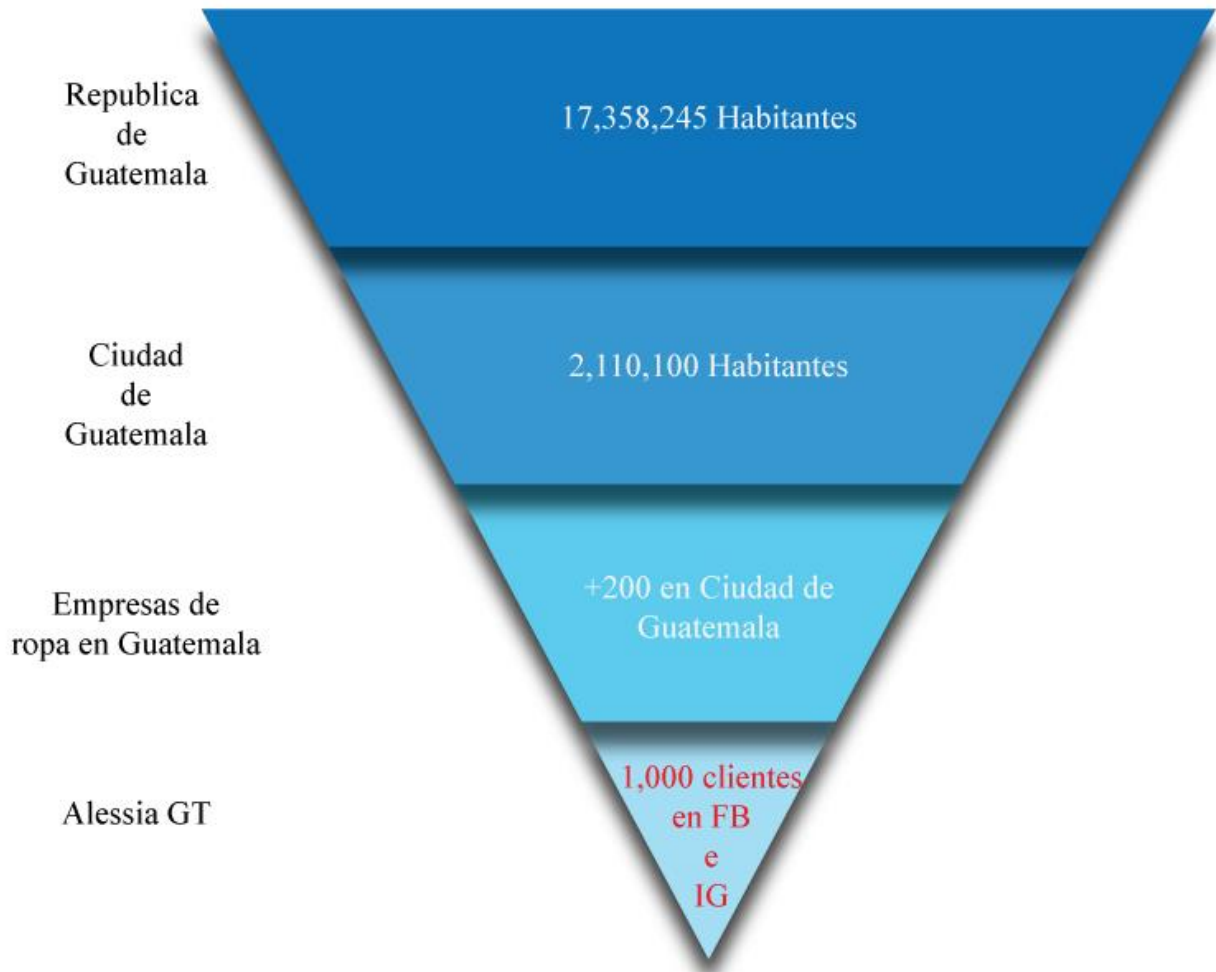 Republica
de
Guatemala
17,358,245 Habitantes
Ciudad
de
Guatemala
2,110,100 Habitantes
Empresas de
ropa en Guatemala
+200 en Ciudad de
Guatemala
Alessia GT
1,000 clientes
en FB
e
IG